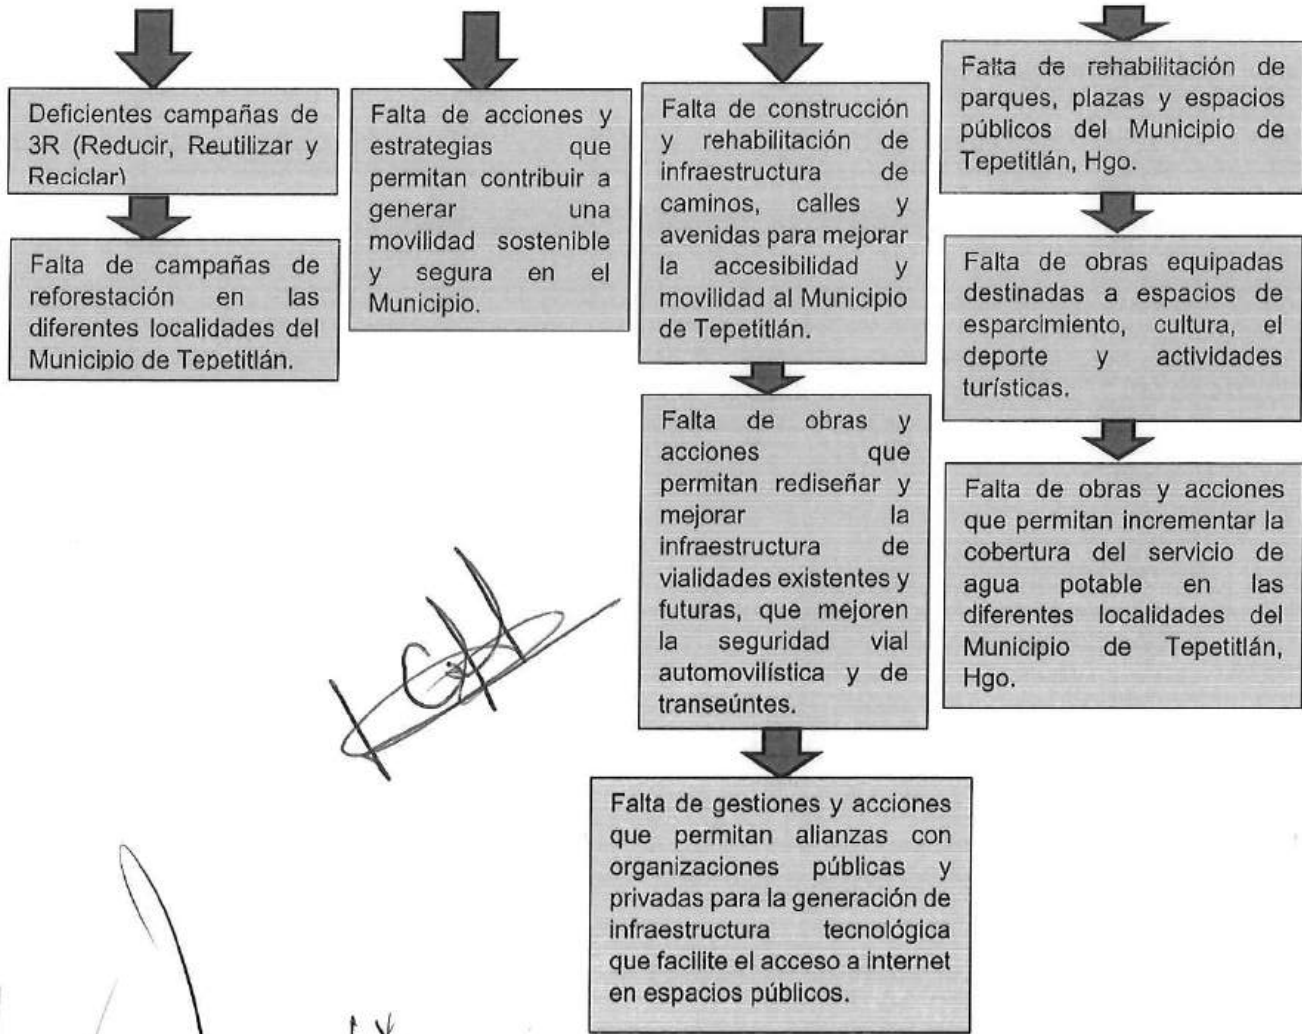 Deficientes campañas de
3R (Reducir, Reutilizar y
Reciclar)
Falta de campañas de
reforestación en las
diferentes localidades del
Municipio de Tepetitlán.
Falta de acciones y
estrategias que
permitan contribuir a
generar una
movilidad sostenible
y segura en el
Municipio.
Falta de construcción
y rehabilitación de
infraestructura de
caminos, calles y
avenidas para mejorar
la accesibilidad y
movilidad al Municipio
de Tepetitlán.
Falta de obras y
acciones que
permitan rediseñar y
mejorar la
infraestructura de
vialidades existentes y
futuras, que mejoren
la seguridad vial
automovilística y de
transeúntes.
Falta de gestiones y acciones
que permitan alianzas con
organizaciones públicas y
privadas para la generación de
infraestructura tecnológica
que facilite el acceso a internet
en espacios públicos.
Falta de rehabilitación de
parques, plazas y espacios
públicos del Municipio de
Tepetitlán, Hgo.
Falta de obras equipadas
destinadas a espacios de
esparcimiento, cultura, el
deporte y actividades
turísticas.
Falta de obras y acciones
que permitan incrementar la
cobertura del servicio de
agua potable en las
diferentes localidades del
Municipio de Tepetitlán,
Hgo.